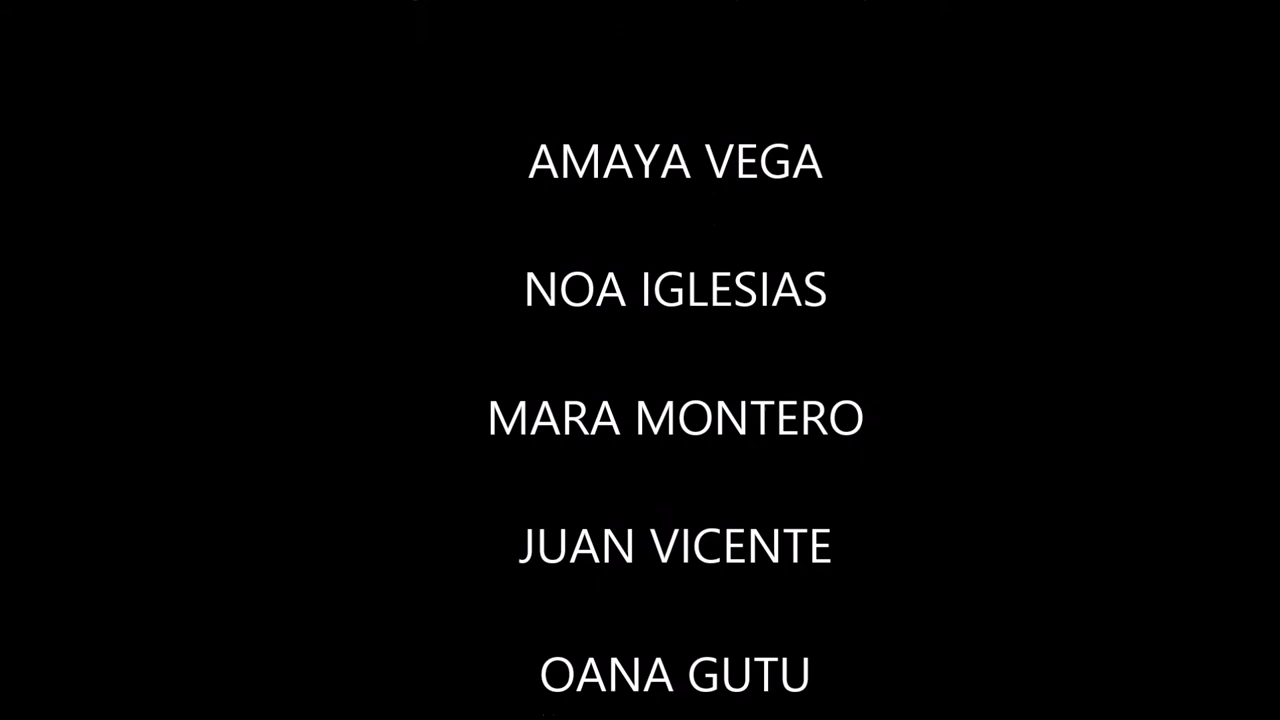 AMAYA VEGA
NOA IGLESIAS
MARA MONTERO
JUAN VICENTE
OANA GUTU